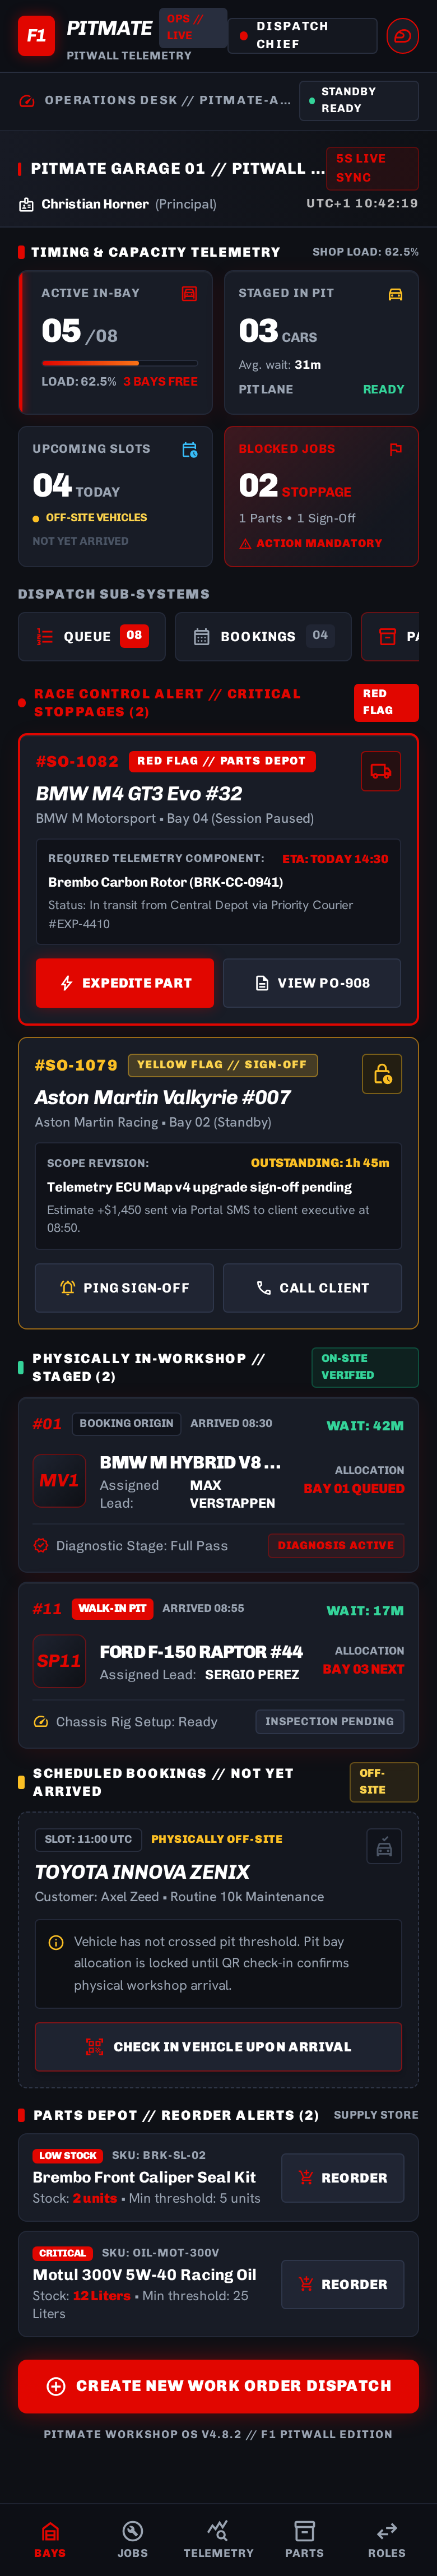 F1
PITMATE
OPS //
LIVE
PITWALL TELEMETRY
DISPATCH
CHIEF
OPERATIONS DESK // PITMATE-A...
STANDBY
READY
PITMATE GARAGE 01 // PITWALL ...
5S LIVE
SYNC
Christian Horner (Principal)
UTC+1 10:42:19
TIMING & CAPACITY TELEMETRY
SHOP LOAD: 62.5%
ACTIVE IN-BAY
05 /08
LOAD: 62.5% 3 BAYS FREE
STAGED IN PIT
03 CARS
Avg. wait: 31m
PIT LANE READY
UPCOMING SLOTS
04 TODAY
OFF-SITE VEHICLES
NOT YET ARRIVED
BLOCKED JOBS
02 STOPPAGE
1 Parts • 1 Sign-Off
ACTION MANDATORY
DISPATCH SUB-SYSTEMS
QUEUE 08
BOOKINGS 04
PA
RACE CONTROL ALERT // CRITICAL
STOPPAGES (2)
RED
FLAG
#SO-1082 RED FLAG // PARTS DEPOT
BMW M4 GT3 Evo #32
BMW M Motorsport • Bay 04 (Session Paused)
REQUIRED TELEMETRY COMPONENT: ETA: TODAY 14:30
Brembo Carbon Rotor (BRK-CC-0941)
Status: In transit from Central Depot via Priority Courier
#EXP-4410
EXPEDITE PART
VIEW PO-908
#SO-1079 YELLOW FLAG // SIGN-OFF
Aston Martin Valkyrie #007
Aston Martin Racing • Bay 02 (Standby)
SCOPE REVISION: OUTSTANDING: 1h 45m
Telemetry ECU Map v4 upgrade sign-off pending
Estimate +$1,450 sent via Portal SMS to client executive at
08:50.
PING SIGN-OFF
CALL CLIENT
PHYSICALLY IN-WORKSHOP //
STAGED (2)
ON-SITE
VERIFIED
#01 BOOKING ORIGIN ARRIVED 08:30 WAIT: 42M
MV1
BMW M HYBRID V8 ...
Assigned
Lead:
MAX
VERSTAPPEN
ALLOCATION
BAY 01 QUEUED
Diagnostic Stage: Full Pass
DIAGNOSIS ACTIVE
#11 WALK-IN PIT ARRIVED 08:55 WAIT: 17M
SP11
FORD F-150 RAPTOR #44
Assigned Lead: SERGIO PEREZ
ALLOCATION
BAY 03 NEXT
Chassis Rig Setup: Ready
INSPECTION PENDING
SCHEDULED BOOKINGS // NOT YET
ARRIVED
OFF-
SITE
SLOT: 11:00 UTC PHYSICALLY OFF-SITE
TOYOTA INNOVA ZENIX
Customer: Axel Zeed • Routine 10k Maintenance
Vehicle has not crossed pit threshold. Pit bay
allocation is locked until QR check-in confirms
physical workshop arrival.
CHECK IN VEHICLE UPON ARRIVAL
PARTS DEPOT // REORDER ALERTS (2)
SUPPLY STORE
LOW STOCK SKU: BRK-SL-02
Brembo Front Caliper Seal Kit
Stock: 2 units • Min threshold: 5 units
REORDER
CRITICAL SKU: OIL-MOT-300V
Motul 300V 5W-40 Racing Oil
Stock: 12 Liters • Min threshold: 25
Liters
REORDER
CREATE NEW WORK ORDER DISPATCH
PITMATE WORKSHOP OS V4.8.2 // F1 PITWALL EDITION
BAYS
JOBS
TELEMETRY
PARTS
ROLES